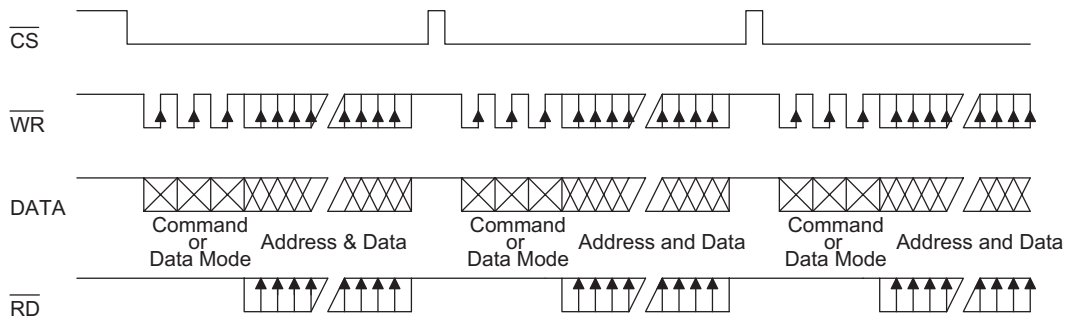 CS
WR
DATA
Command
or
Data Mode
Address & Data
Command
or
Data Mode
Address and Data
Command
or
Data Mode
Address and Data
RD